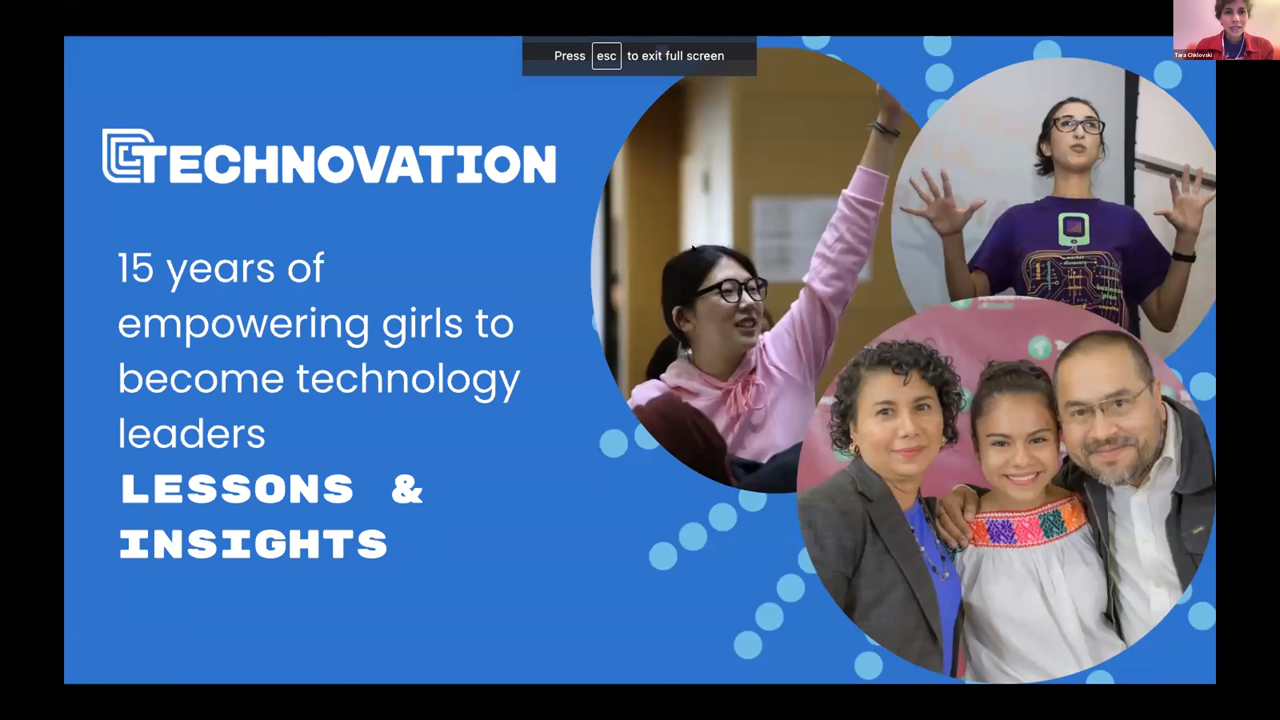 Press esc to exit full screen
Tara Chklovski
TECHNOVATION
15 years of
empowering girls to
become technology
leaders
LESSONS &
INSIGHTS